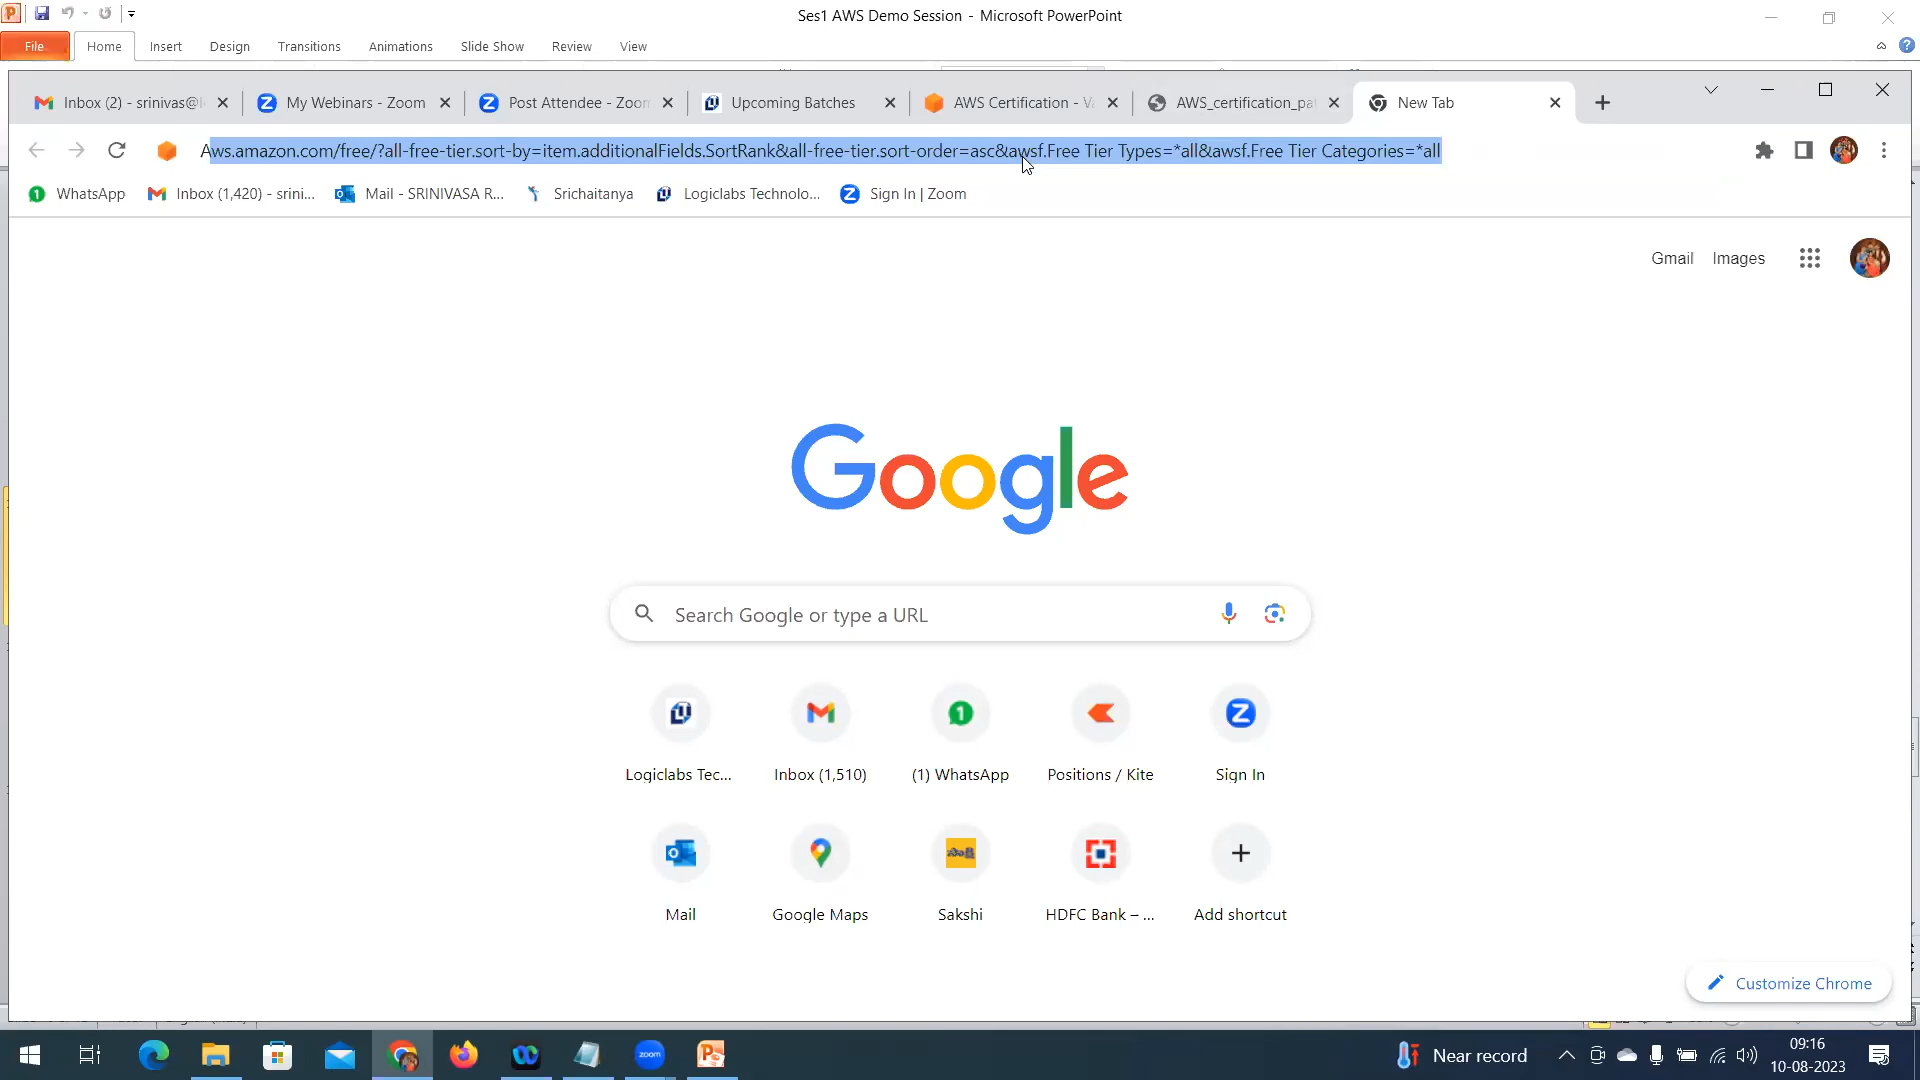 Ses1 AWS Demo Session - Microsoft PowerPoint
File Home Insert Design Transitions Animations Slide Show Review View
Inbox (2) - srinivas@l
My Webinars - Zoom
Post Attendee - Zoom
Upcoming Batches
AWS Certification - V
AWS_certification_pa
New Tab
Aws.amazon.com/free/?all-free-tier.sort-by=item.additionalFields.SortRank&all-free-tier.sort-order=asc&awsf.Free Tier Types=*all&awsf.Free Tier Categories=*all
WhatsApp
Inbox (1,420) - srini...
Mail - SRINIVASA R...
Srichaitanya
Logiclabs Technolo...
Sign In | Zoom
Gmail Images
Google
Search Google or type a URL
Logiclabs Tec...
Inbox (1,510)
(1) WhatsApp
Positions / Kite
Sign In
సాక్షి
Mail
Google Maps
Sakshi
HDFC Bank – ...
Add shortcut
Customize Chrome
zoom
Near record
09:16
10-08-2023